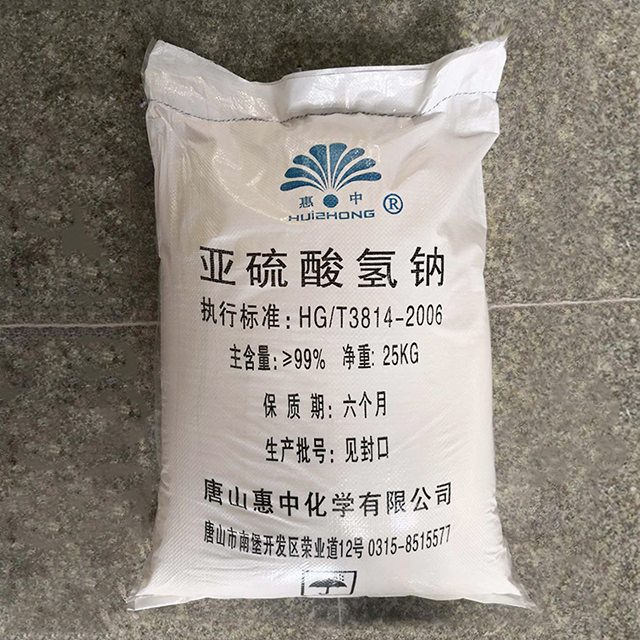 惠中
HUIZHONG ®
亚硫酸氢钠
执行标准: HG/T3814-2006
主含量: ≥99% 净重: 25KG
保质期: 六个月
生产批号: 见封口
唐山惠中化学有限公司
唐山市南堡开发区荣业道12号 0315-8515577